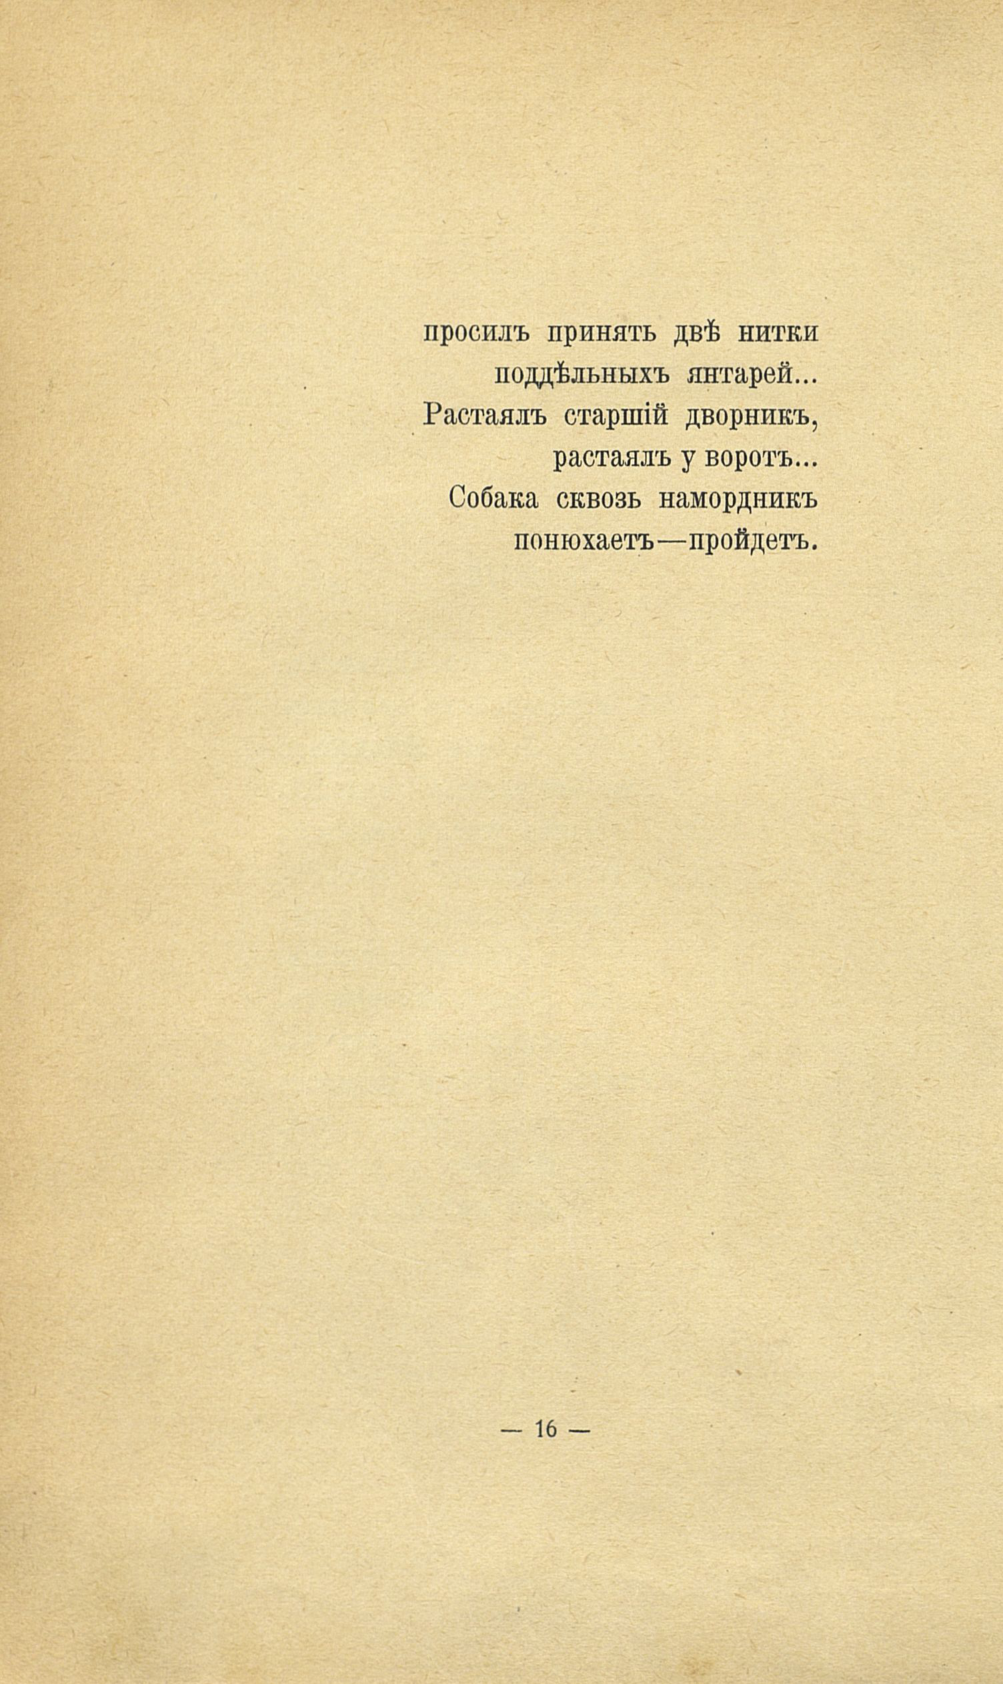 просилъ принять двѣ нитки
поддѣльныхъ янтарей...
Растаялъ старшій дворникъ,
растаялъ у воротъ...
Собака сквозь намордникъ
понюхаетъ—пройдетъ.
— 16 —